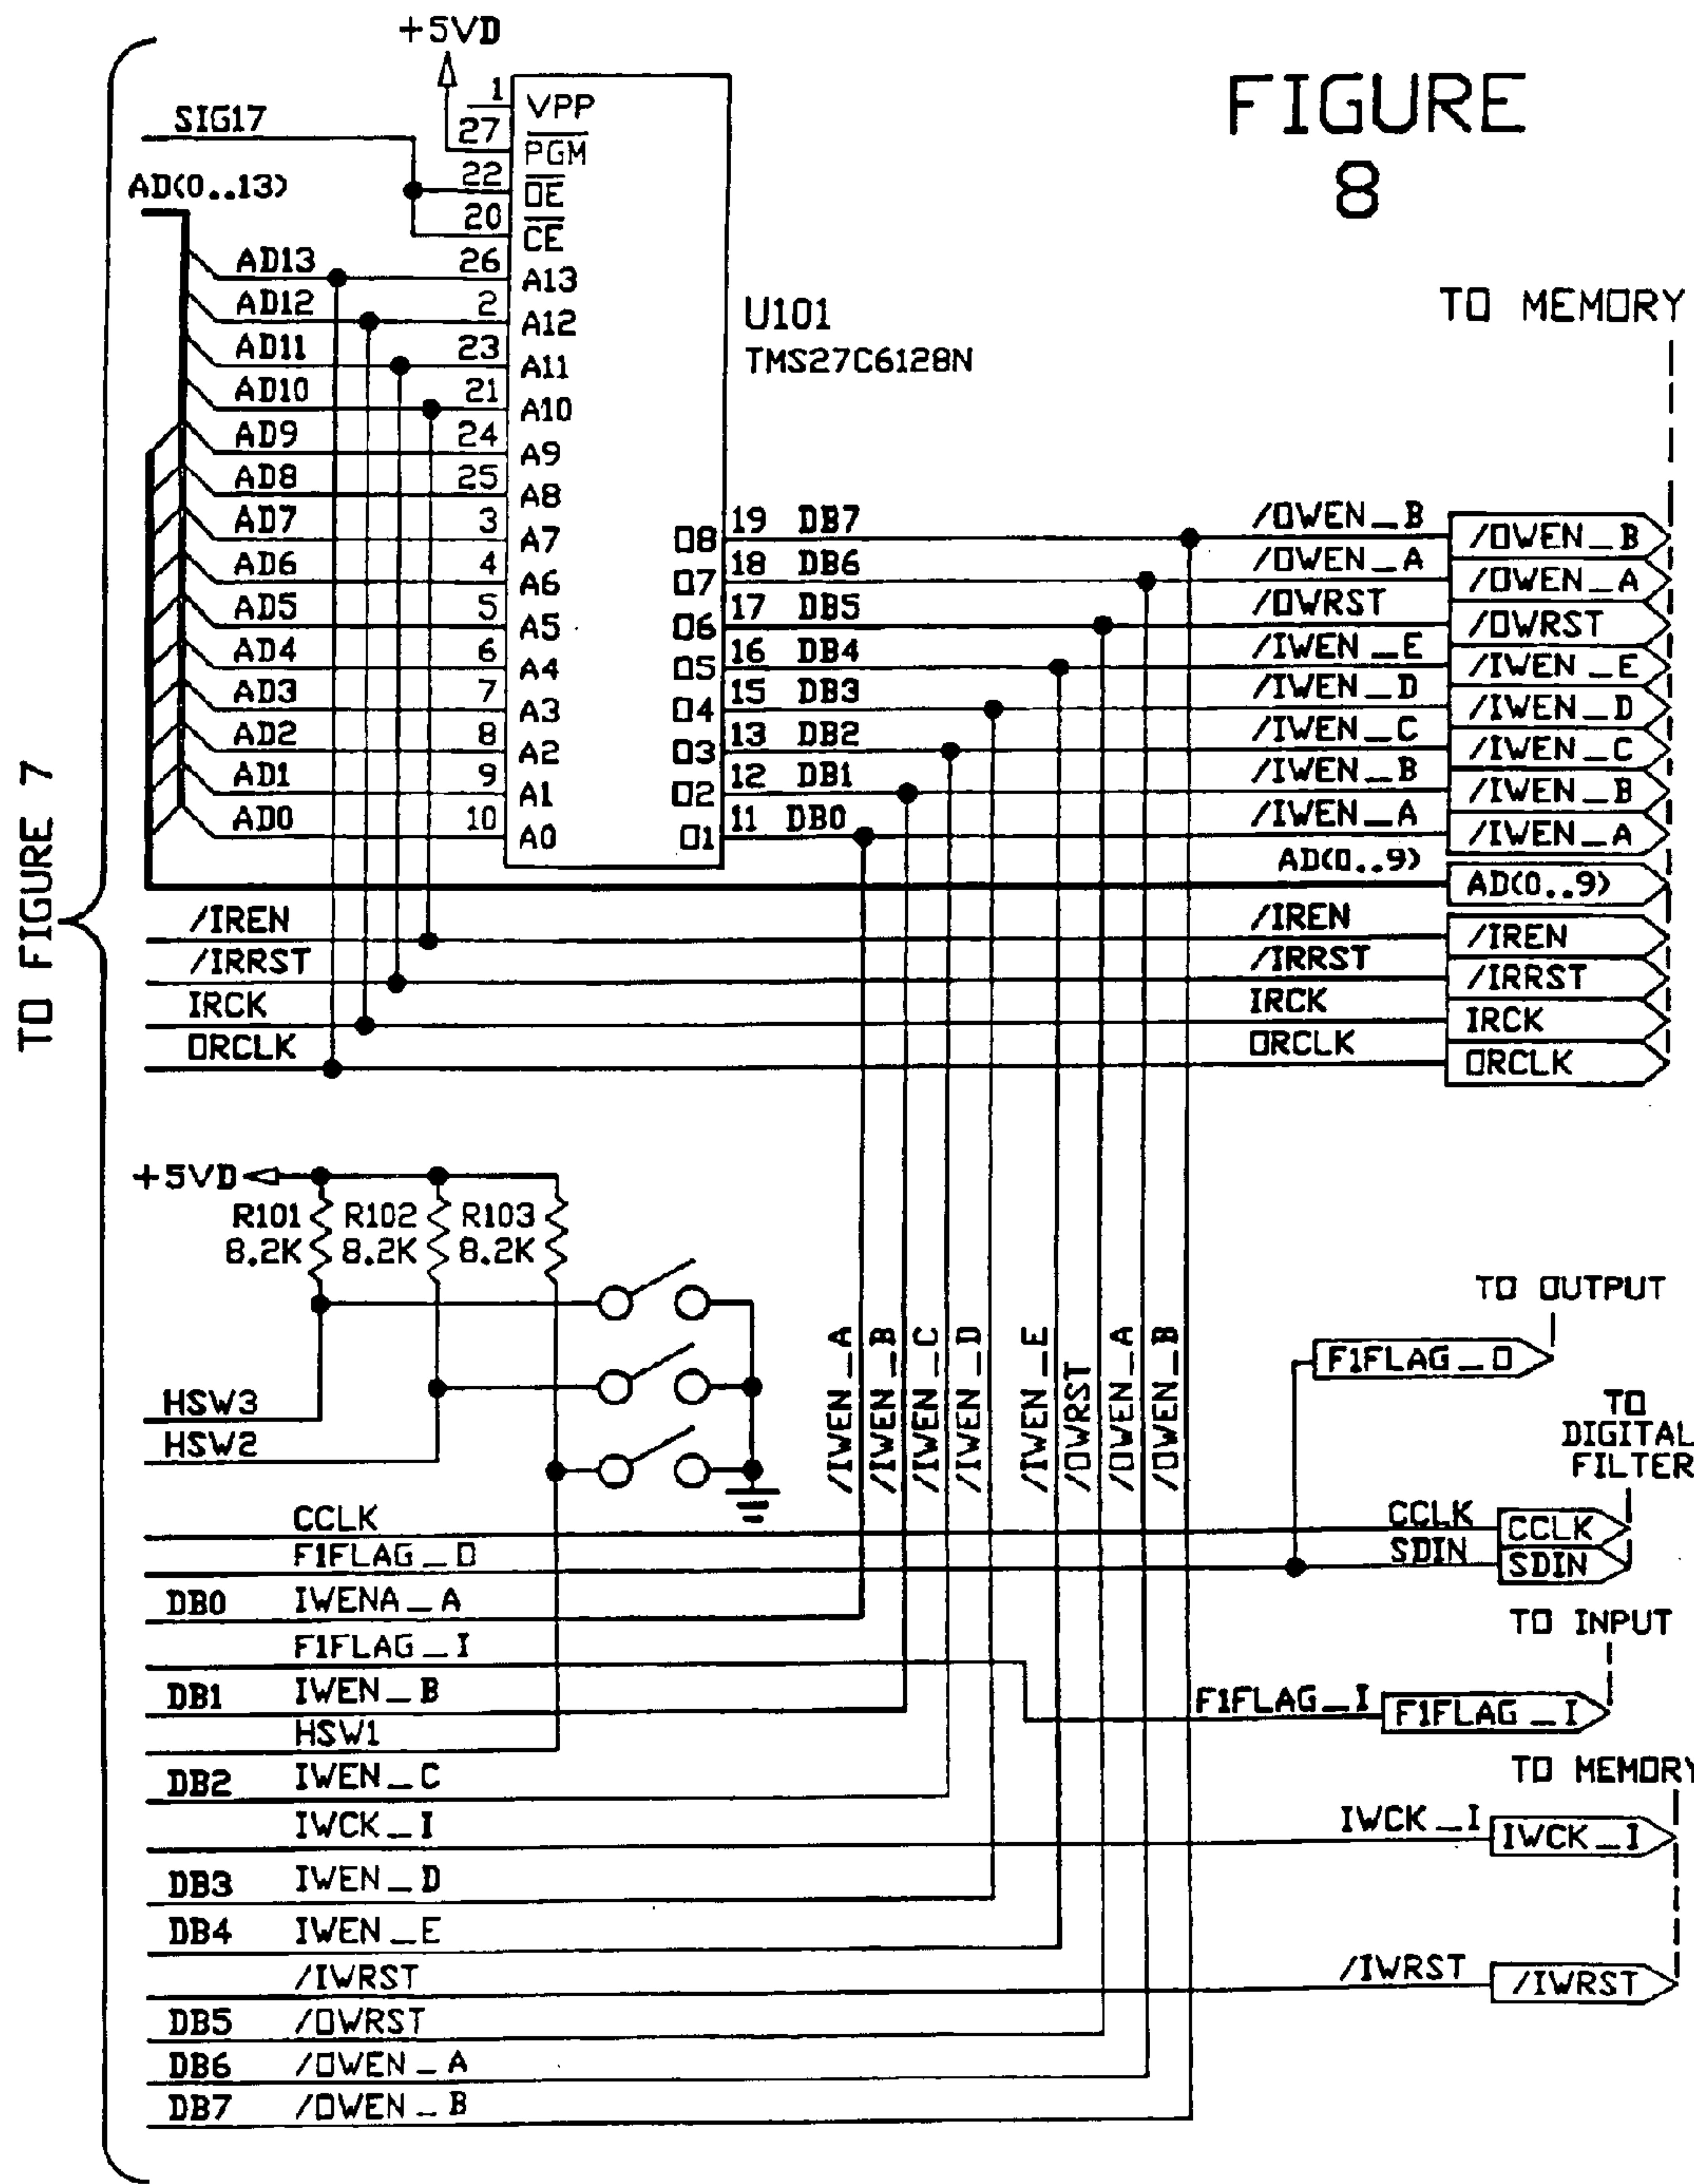 FIGURE
8
TO FIGURE 7
+5VD
SIG17
AD(0..13)
1 VPP
27 PGM
22 OE
20 CE
AD13 26 A13
AD12 2 A12
AD11 23 A11
AD10 21 A10
AD9 24 A9
AD8 25 A8
AD7 3 A7
AD6 4 A6
AD5 5 A5
AD4 6 A4
AD3 7 A3
AD2 8 A2
AD1 9 A1
AD0 10 A0
U101
TMS27C6128N
TO MEMORY
O8 19 DB7 /OWEN_B /OWEN_B
O7 18 DB6 /OWEN_A /OWEN_A
O6 17 DB5 /OWRST /OWRST
O5 16 DB4 /IWEN_E /IWEN_E
O4 15 DB3 /IWEN_D /IWEN_D
O3 13 DB2 /IWEN_C /IWEN_C
O2 12 DB1 /IWEN_B /IWEN_B
O1 11 DB0 /IWEN_A /IWEN_A
AD(0..9) AD(0..9)
/IREN /IREN /IREN
/IRRST /IRRST /IRRST
IRCK IRCK IRCK
ORCLK ORCLK ORCLK
+5VD
R101 R102 R103
8.2K 8.2K 8.2K
HSW3
HSW2
/IWEN_A
/IWEN_B
/IWEN_C
/IWEN_D
/IWEN_E
/OWRST
/OWEN_A
/OWEN_B
TO OUTPUT
F1FLAG_O
TO
DIGITAL
FILTER
CCLK CCLK CCLK
F1FLAG_O SDIN SDIN
DB0 IWENA_A
TO INPUT
F1FLAG_I F1FLAG_I F1FLAG_I
DB1 IWEN_B
HSW1
DB2 IWEN_C
TO MEMORY
IWCK_I IWCK_I IWCK_I
DB3 IWEN_D
DB4 IWEN_E
/IWRST /IWRST /IWRST
DB5 /OWRST
DB6 /OWEN_A
DB7 /OWEN_B